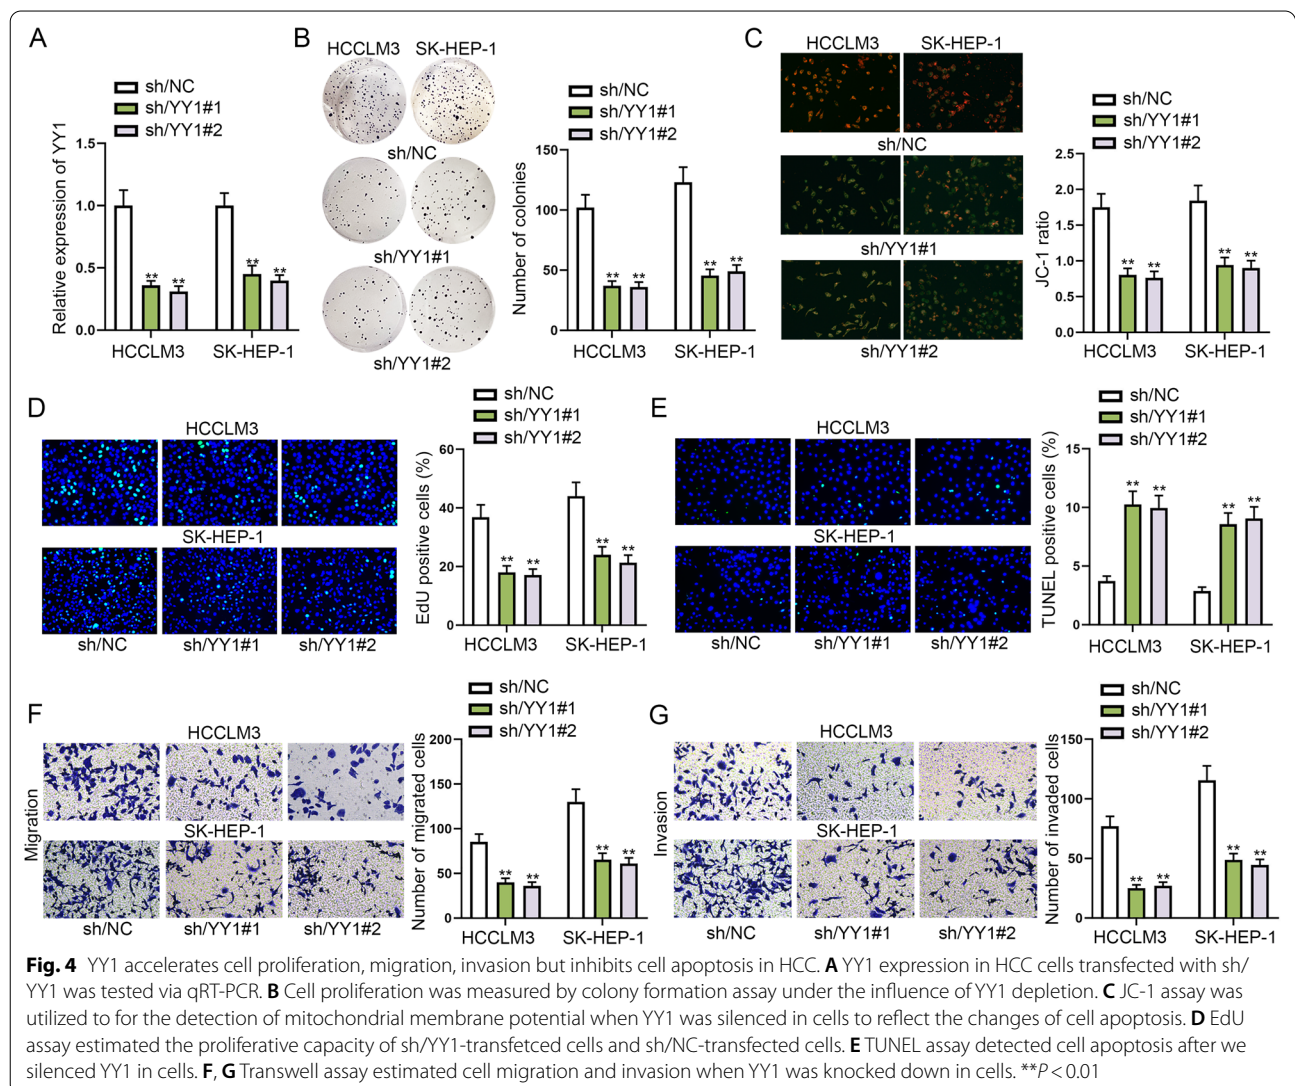 A
sh/NC
sh/YY1#1
sh/YY1#2
Relative expression of YY1
1.5
1.0
0.5
0.0
** ** ** **
HCCLM3 SK-HEP-1
B
HCCLM3 SK-HEP-1
sh/NC
sh/YY1#1
sh/YY1#2
sh/NC
sh/YY1#1
sh/YY1#2
Number of colonies
150
100
50
0
** ** ** **
HCCLM3 SK-HEP-1
C
HCCLM3 SK-HEP-1
sh/NC
sh/YY1#1
sh/YY1#2
sh/NC
sh/YY1#1
sh/YY1#2
JC-1 ratio
2.5
2.0
1.5
1.0
0.5
0.0
** ** ** **
HCCLM3 SK-HEP-1
D
HCCLM3
SK-HEP-1
sh/NC sh/YY1#1 sh/YY1#2
sh/NC
sh/YY1#1
sh/YY1#2
EdU positive cells (%)
60
40
20
0
** ** ** **
HCCLM3 SK-HEP-1
E
HCCLM3
SK-HEP-1
sh/NC sh/YY1#1 sh/YY1#2
sh/NC
sh/YY1#1
sh/YY1#2
TUNEL positive cells (%)
15
10
5
0
** ** ** **
HCCLM3 SK-HEP-1
F
Migration
HCCLM3
SK-HEP-1
sh/NC sh/YY1#1 sh/YY1#2
sh/NC
sh/YY1#1
sh/YY1#2
Number of migrated cells
200
150
100
50
0
** ** ** **
HCCLM3 SK-HEP-1
G
Invasion
HCCLM3
SK-HEP-1
sh/NC sh/YY1#1 sh/YY1#2
sh/NC
sh/YY1#1
sh/YY1#2
Number of invaded cells
150
100
50
0
** ** ** **
HCCLM3 SK-HEP-1
Fig. 4 YY1 accelerates cell proliferation, migration, invasion but inhibits cell apoptosis in HCC. A YY1 expression in HCC cells transfected with sh/
YY1 was tested via qRT-PCR. B Cell proliferation was measured by colony formation assay under the influence of YY1 depletion. C JC-1 assay was
utilized to for the detection of mitochondrial membrane potential when YY1 was silenced in cells to reflect the changes of cell apoptosis. D EdU
assay estimated the proliferative capacity of sh/YY1-transfetced cells and sh/NC-transfected cells. E TUNEL assay detected cell apoptosis after we
silenced YY1 in cells. F, G Transwell assay estimated cell migration and invasion when YY1 was knocked down in cells. **P < 0.01